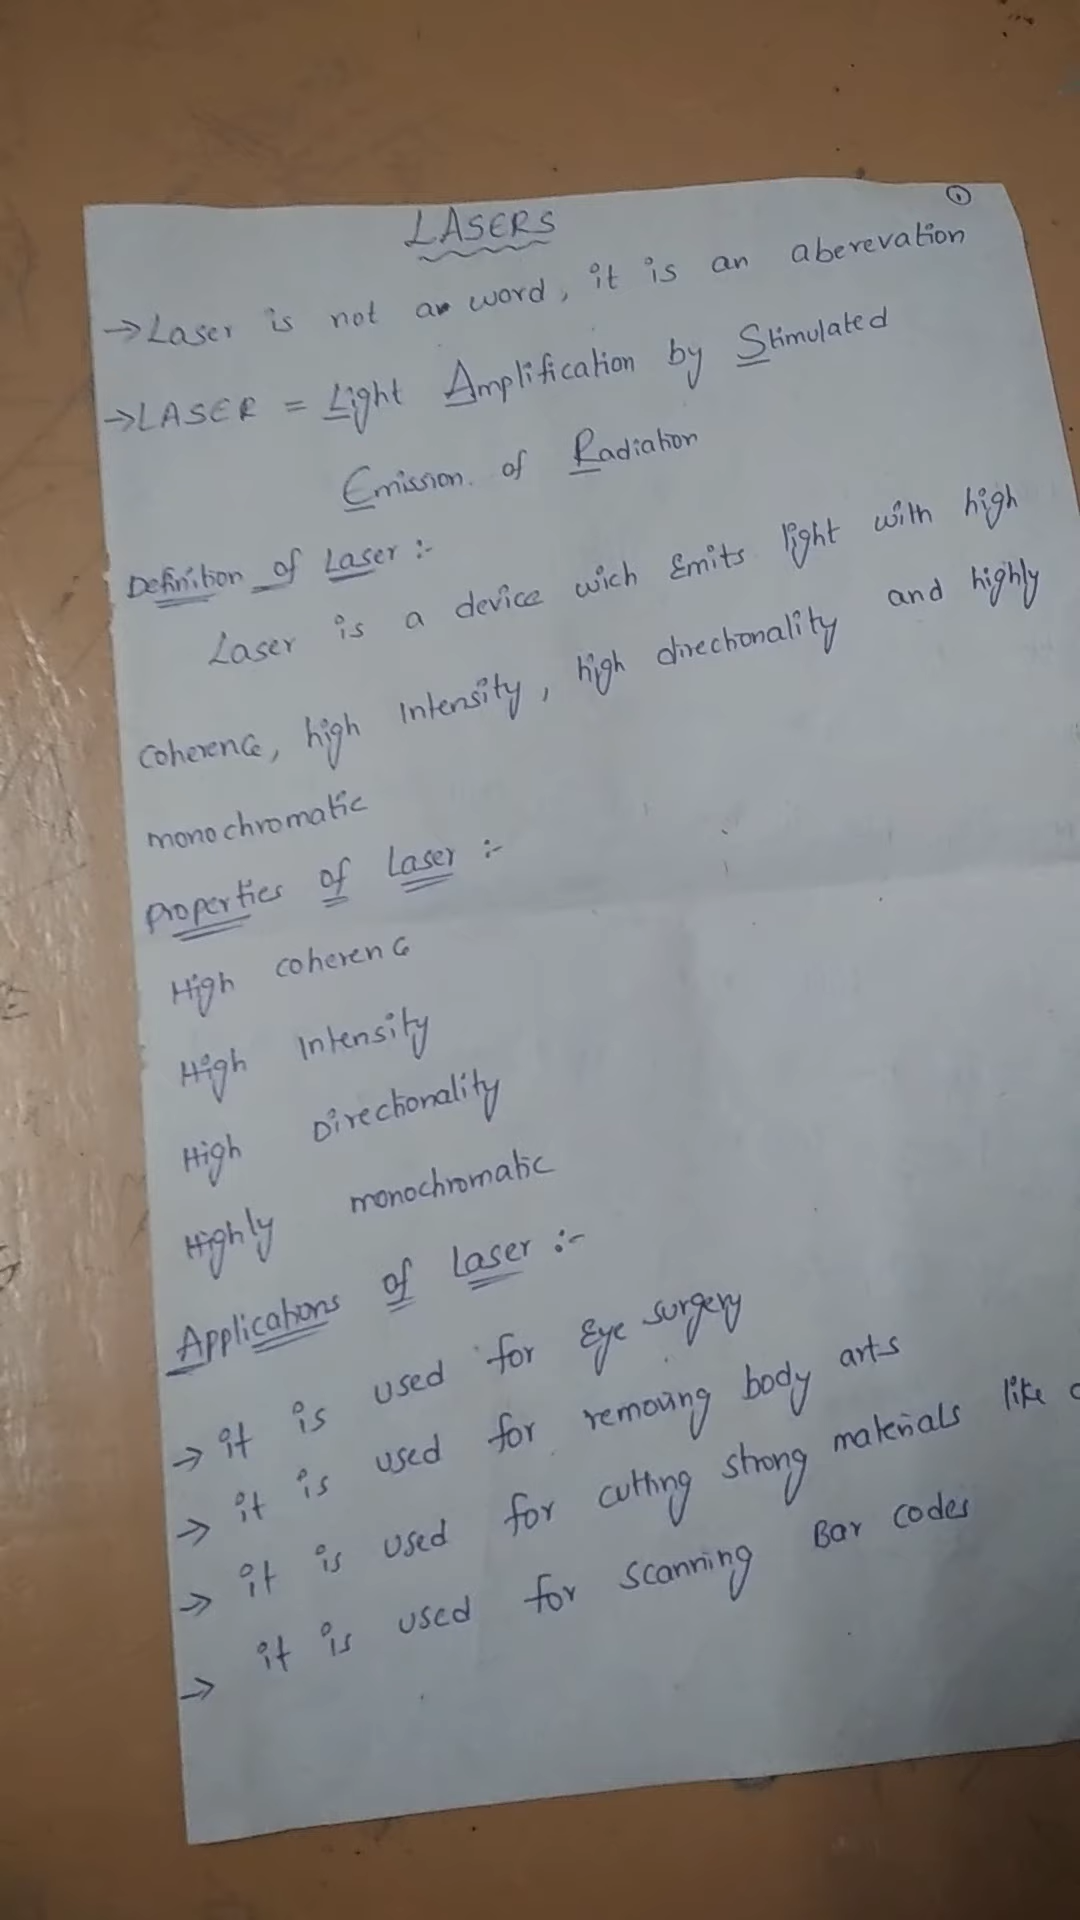 ①
LASERS
→Laser is not a word, it is an aberevation
→LASER = Light Amplification by Stimulated
Emission of Radiation
Definition of Laser :-
Laser is a device wich Emits light with high
Coherence, high Intensity, high directionality and highly
monochromatic
properties of Laser :-
High coherence
High Intensity
High Directionality
Highly monochromatic
Applications of Laser :-
→ it is used for Eye surgery
→ it is used for removing body arts
→ it is used for cutting strong materials like
→ it is used for scanning Bar codes